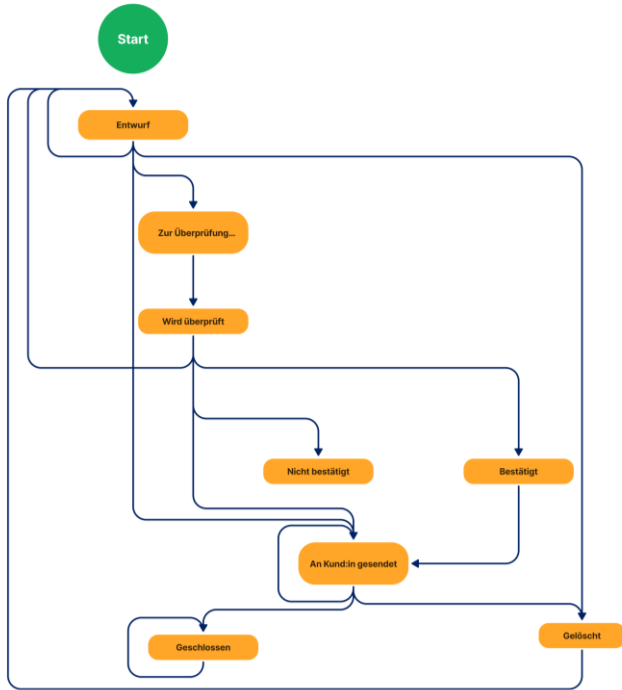 Start
Entwurf
Zur Überprüfung...
Wird überprüft
Nicht bestätigt
Bestätigt
An Kund:in gesendet
Gelöscht
Geschlossen